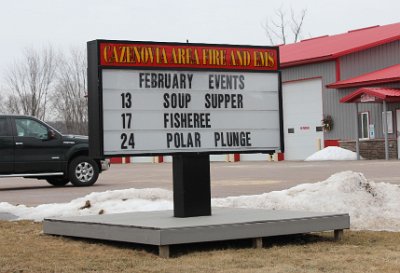 CAZENOVIA AREA FIRE AND EMS
FEBRUARY EVENTS
13 SOUP SUPPER
17 FISHEREE
24 POLAR PLUNGE